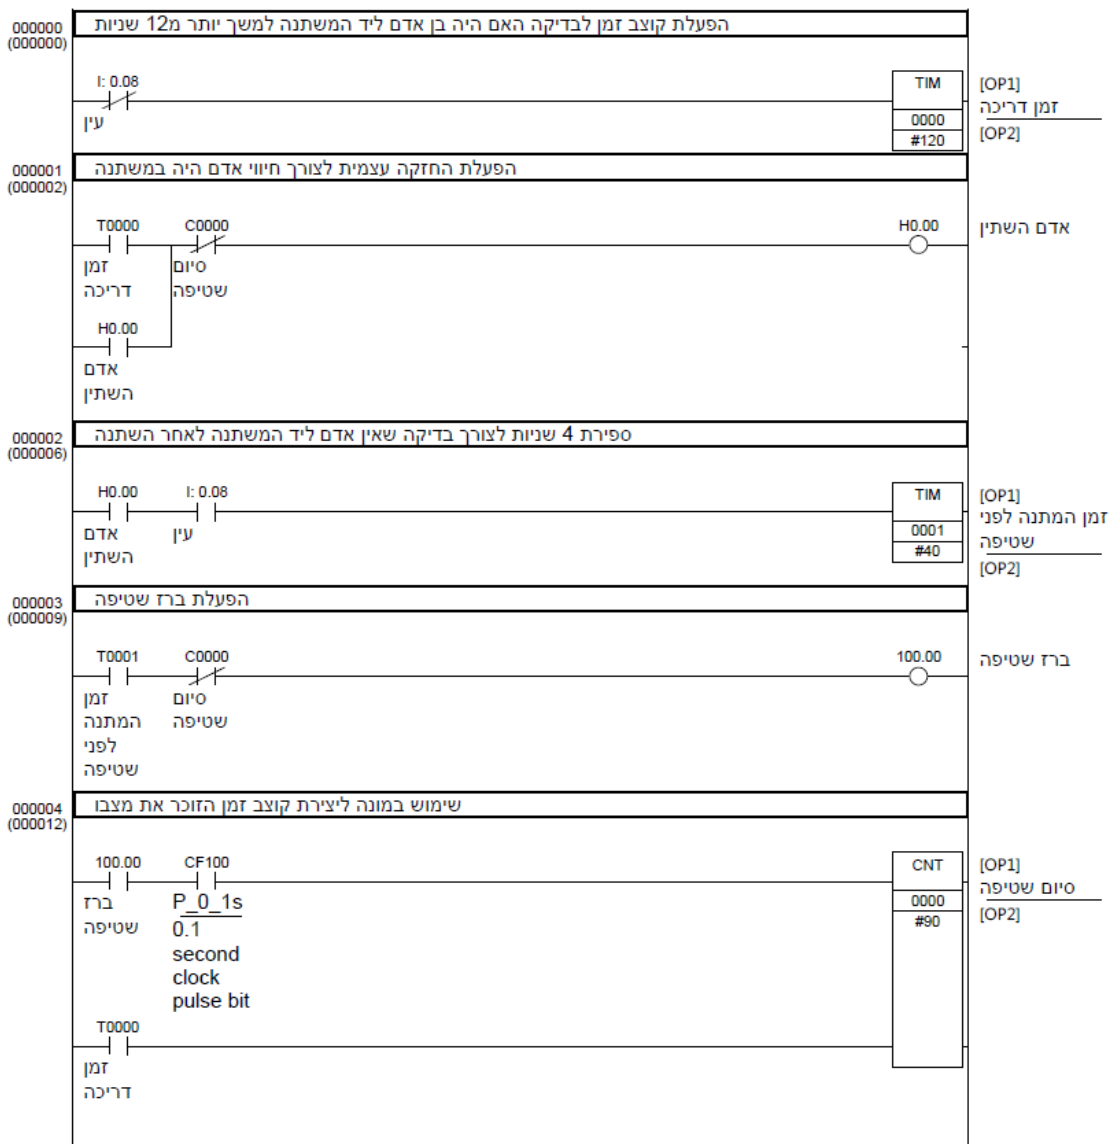 000000
(000000)
הפעלת קוצב זמן לבדיקה האם היה בן אדם ליד המשתנה למשך יותר מ12 שניות
I: 0.08
עין
TIM
0000
#120
[OP1]
זמן דריכה
[OP2]
000001
(000002)
הפעלת החזקה עצמית לצורך חיווי אדם היה במשתנה
T0000
זמן
דריכה
C0000
סיום
שטיפה
H0.00
אדם השתין
H0.00
אדם
השתין
000002
(000006)
ספירת 4 שניות לצורך בדיקה שאין אדם ליד המשתנה לאחר השתנה
H0.00
אדם
השתין
I: 0.08
עין
TIM
0001
#40
[OP1]
זמן המתנה לפני
שטיפה
[OP2]
000003
(000009)
הפעלת ברז שטיפה
T0001
זמן
המתנה
לפני
שטיפה
C0000
סיום
שטיפה
100.00
ברז שטיפה
000004
(000012)
שימוש במונה ליצירת קוצב זמן הזוכר את מצבו
100.00
ברז
שטיפה
CF100
P_0_1s
0.1
second
clock
pulse bit
CNT
0000
#90
[OP1]
סיום שטיפה
[OP2]
T0000
זמן
דריכה